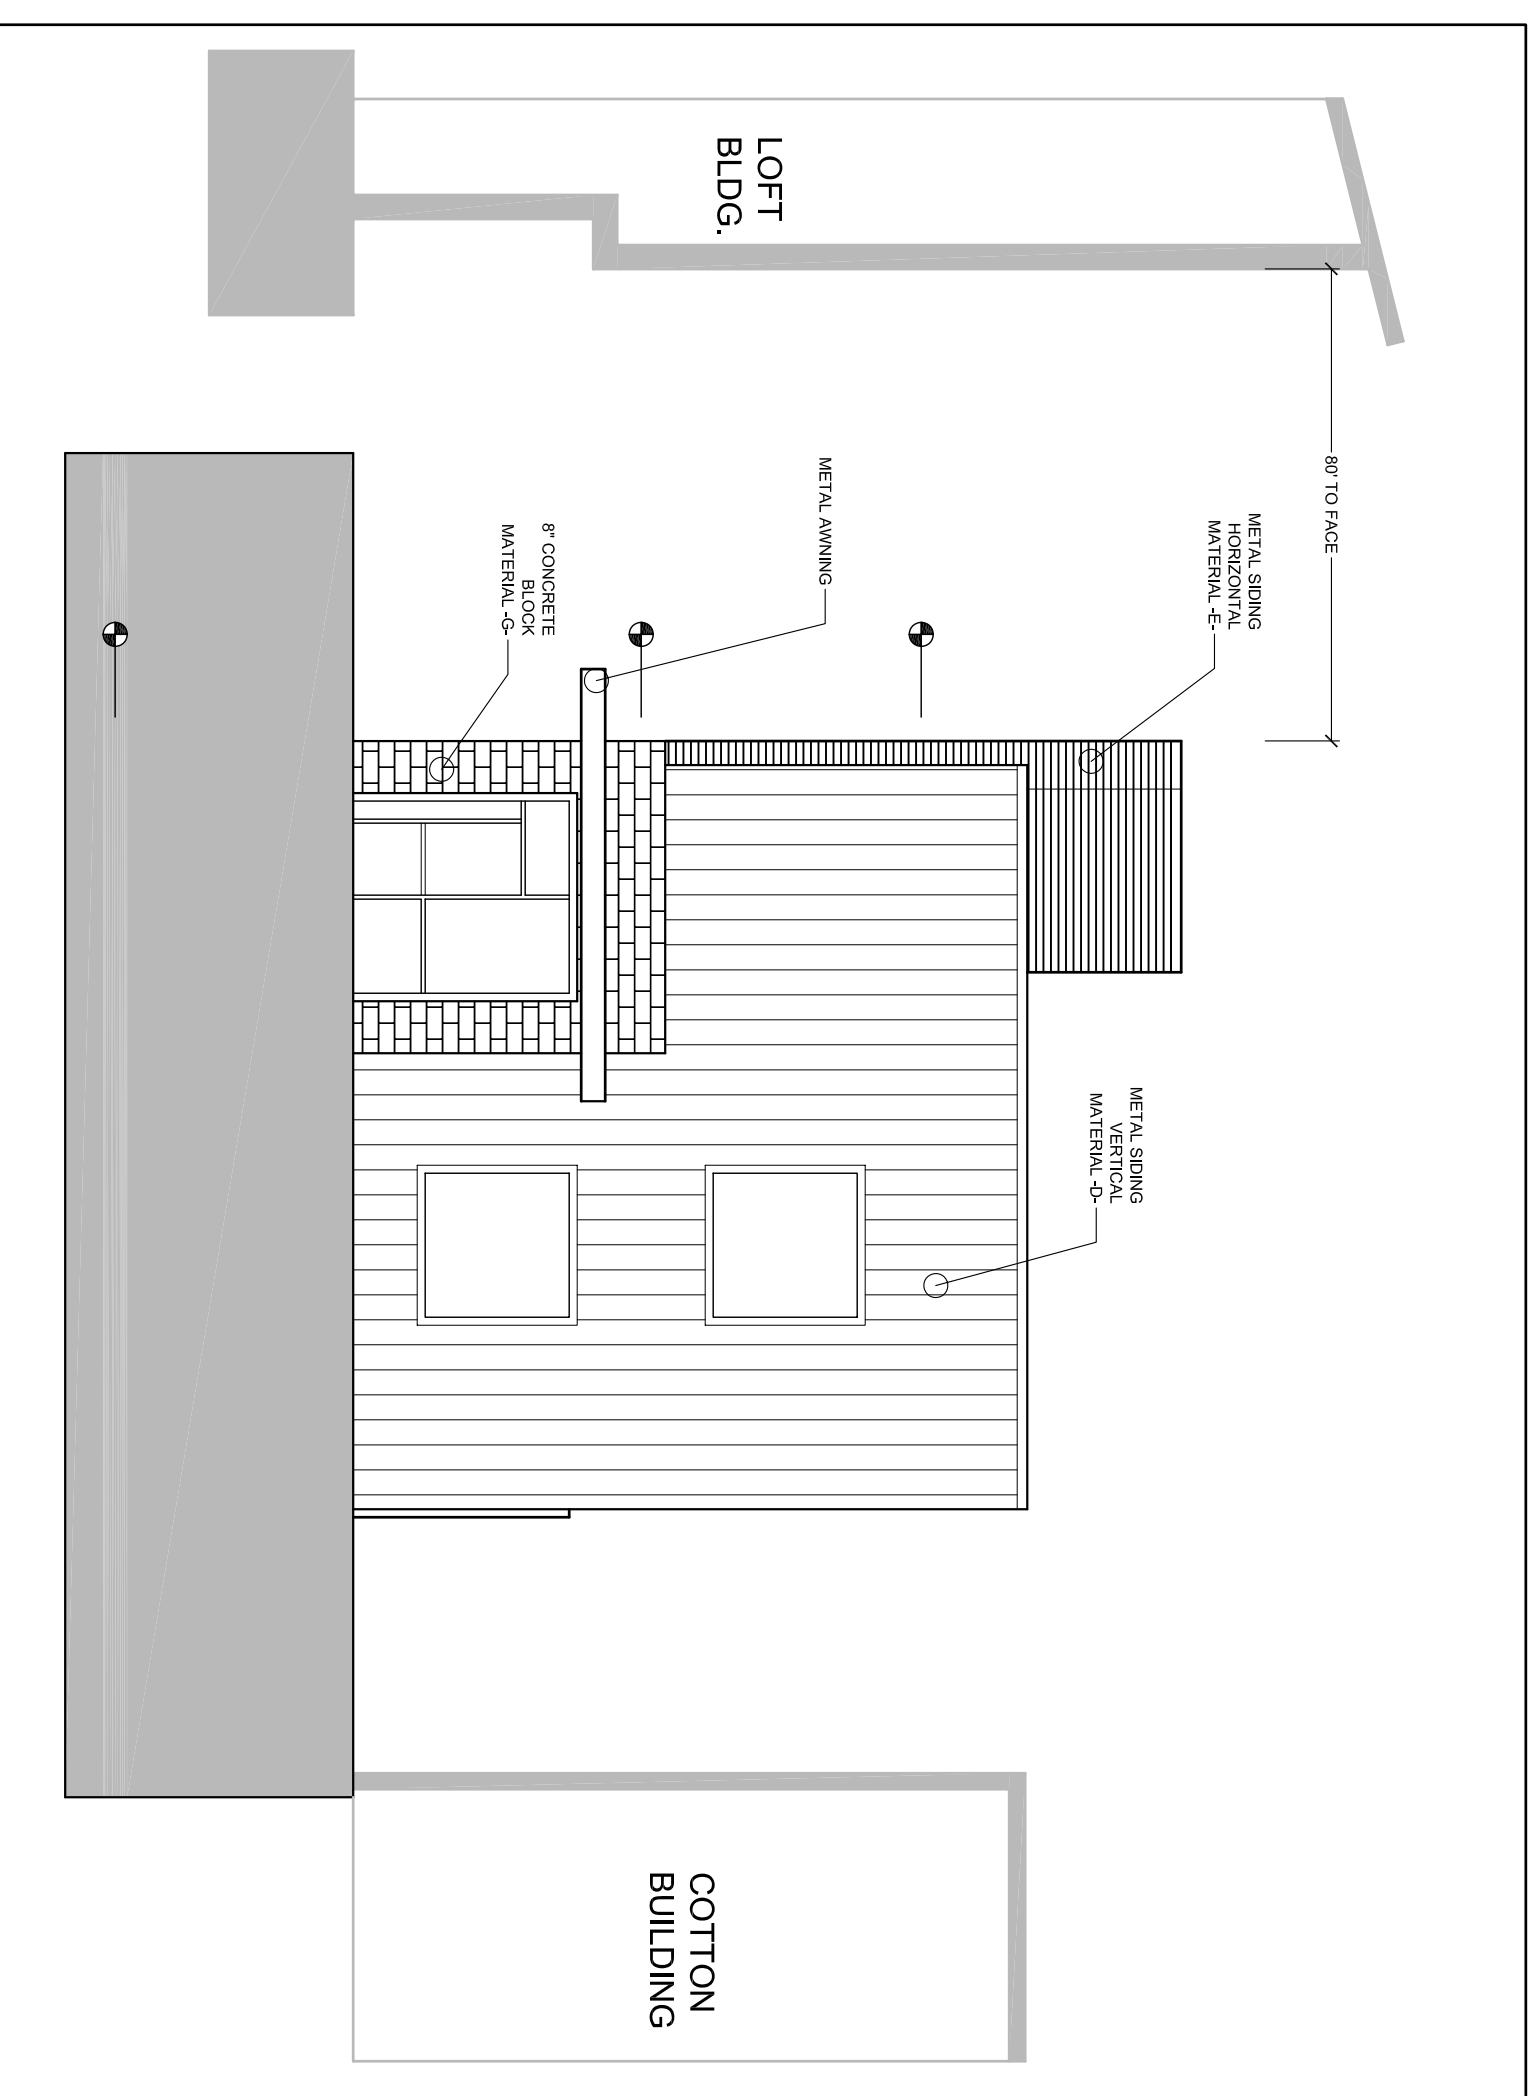 LOFT
BLDG.
80' TO FACE
METAL SIDING
HORIZONTAL
MATERIAL -E-
METAL AWNING
8" CONCRETE
BLOCK
MATERIAL -G-
METAL SIDING
VERTICAL
MATERIAL -D-
COTTON
BUILDING